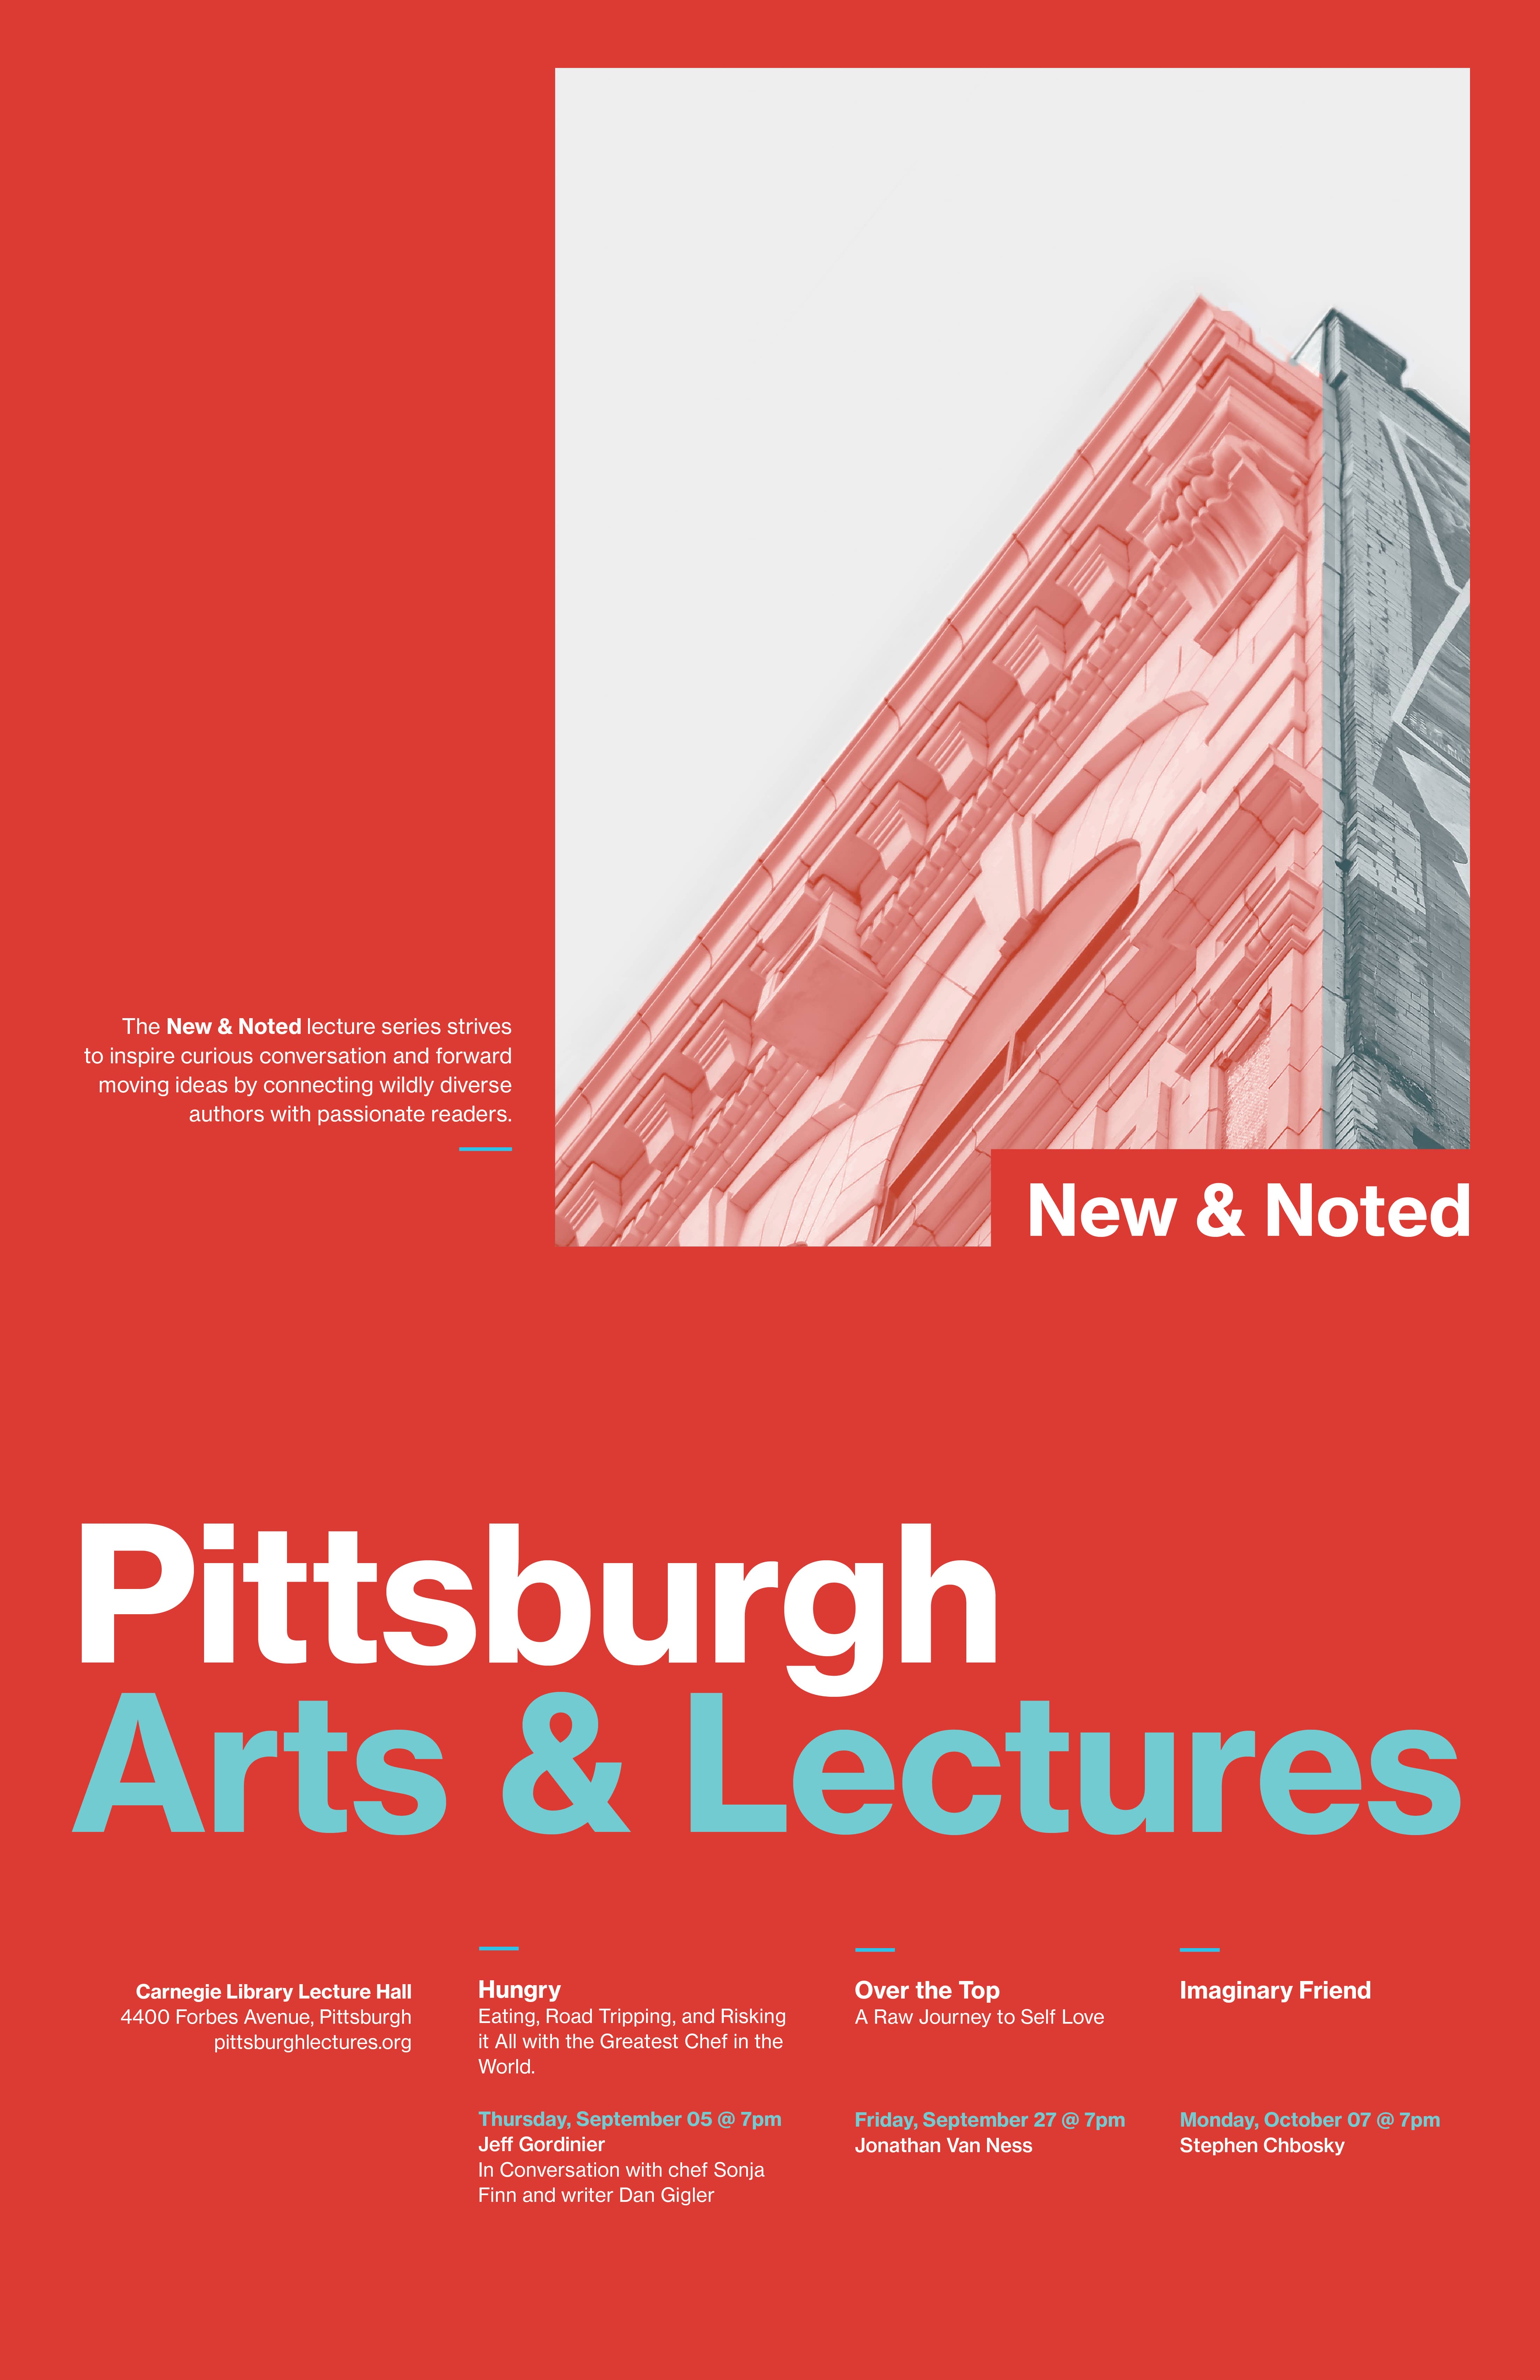 The New & Noted lecture series strives
to inspire curious conversation and forward
moving ideas by connecting wildly diverse
authors with passionate readers.
New & Noted
Pittsburgh
Arts & Lectures
Carnegie Library Lecture Hall
4400 Forbes Avenue, Pittsburgh
pittsburghlectures.org
Hungry
Eating, Road Tripping, and Risking
it All with the Greatest Chef in the
World.
Thursday, September 05 @ 7pm
Jeff Gordinier
In Conversation with chef Sonja
Finn and writer Dan Gigler
Over the Top
A Raw Journey to Self Love
Friday, September 27 @ 7pm
Jonathan Van Ness
Imaginary Friend
Monday, October 07 @ 7pm
Stephen Chbosky